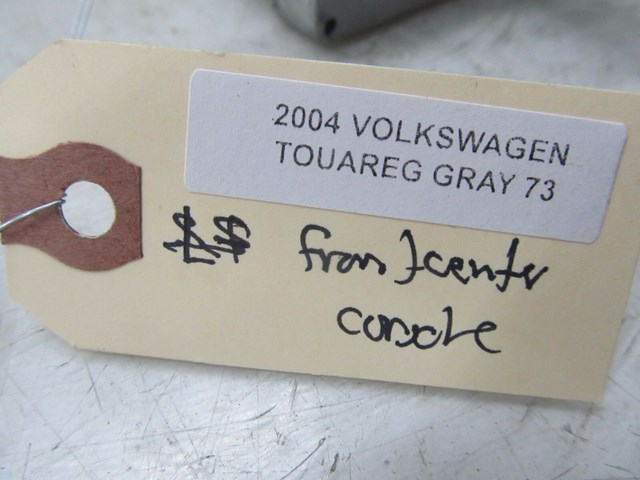 2004 VOLKSWAGEN
TOUAREG GRAY 73
front center
console